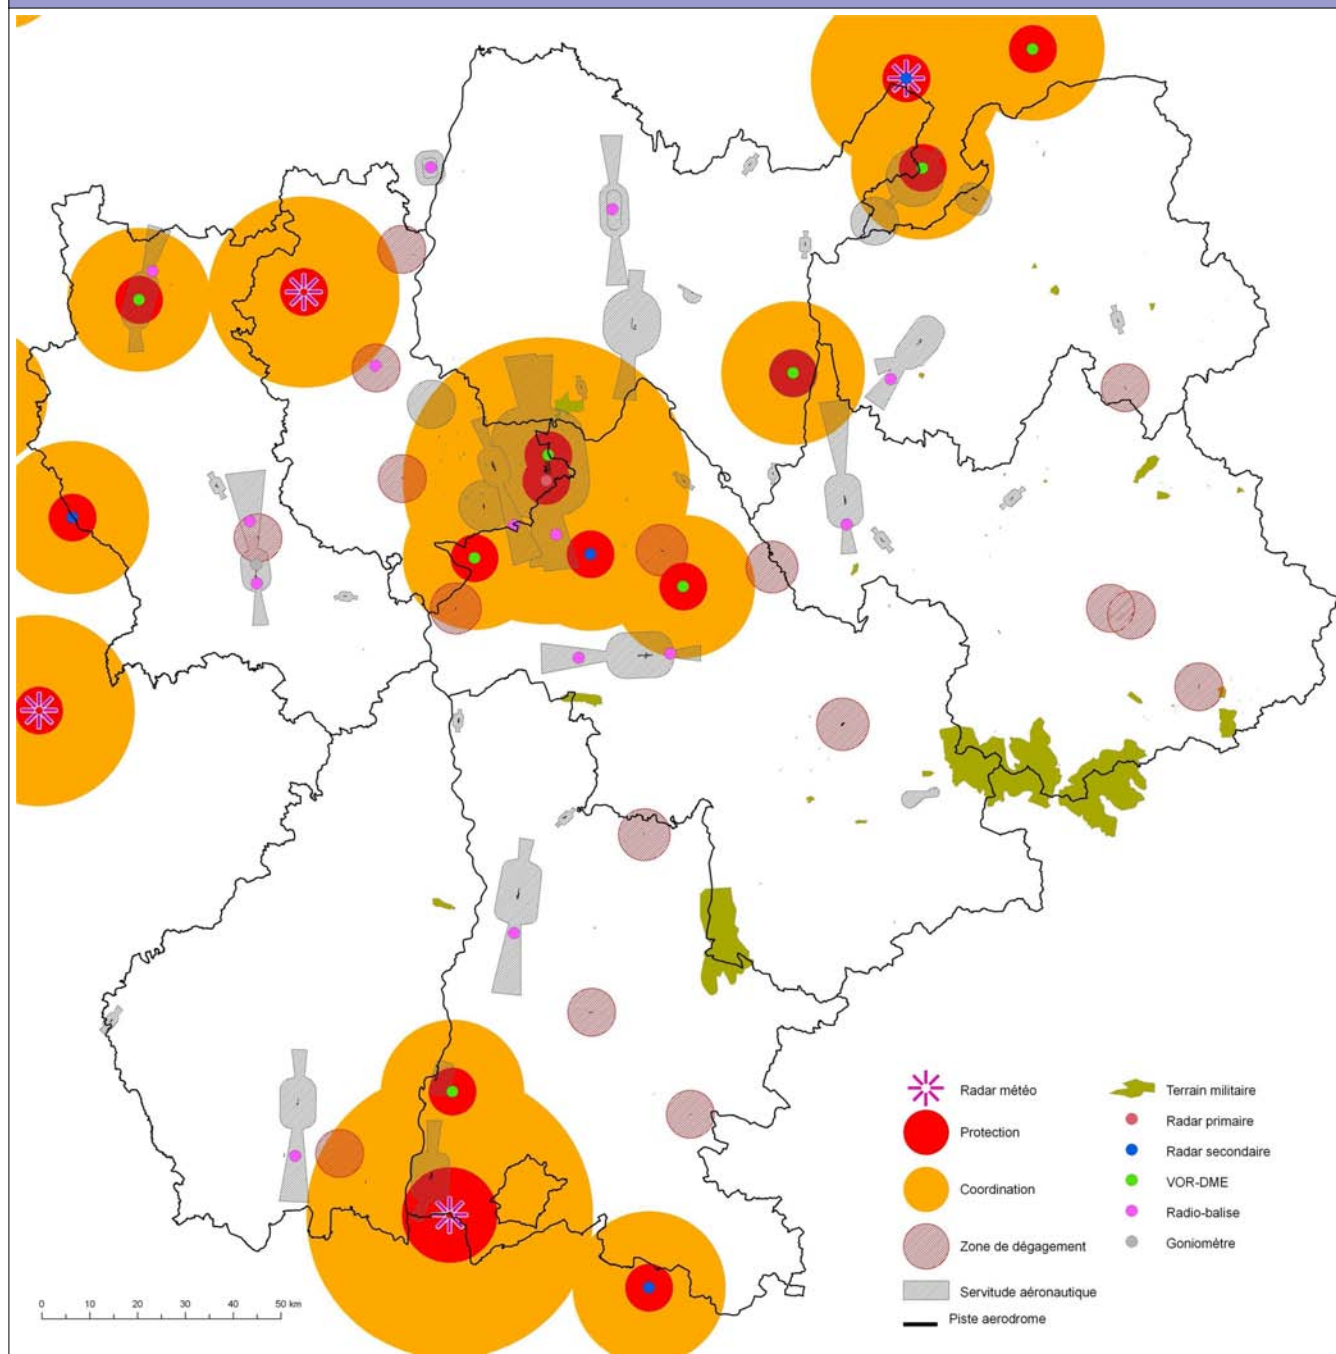 Radar météo
Protection
Coordination
Zone de dégagement
Servitude aéronautique
Piste aerodrome
Terrain militaire
Radar primaire
Radar secondaire
VOR-DME
Radio-balise
Goniomètre
0 10 20 30 40 50 km